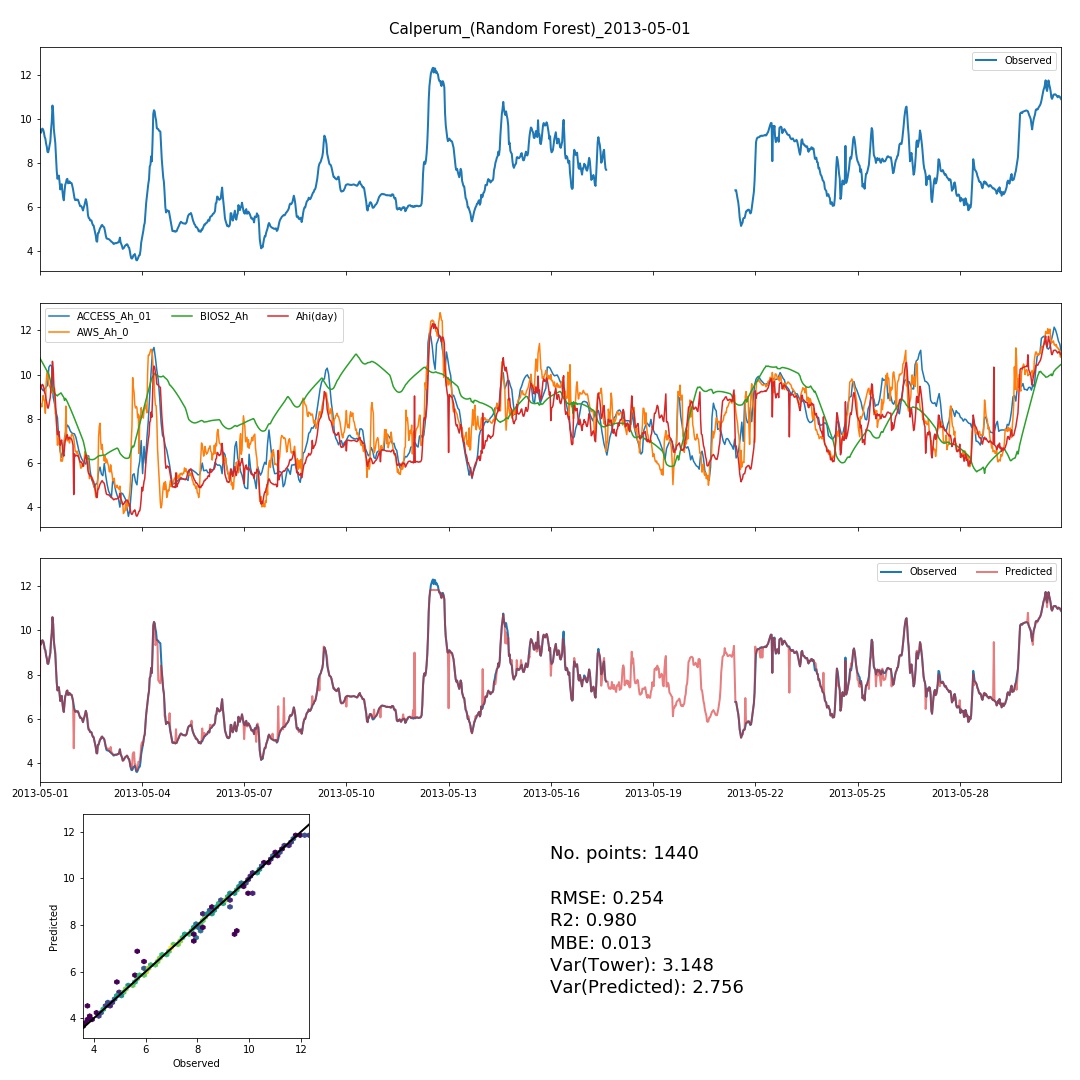 Calperum_(Random Forest)_2013-05-01
Observed
12
10
8
6
4
ACCESS_Ah_01 BIOS2_Ah Ahi(day)
AWS_Ah_0
12
10
8
6
4
Observed Predicted
12
10
8
6
4
2013-05-01 2013-05-04 2013-05-07 2013-05-10 2013-05-13 2013-05-16 2013-05-19 2013-05-22 2013-05-25 2013-05-28
12
10
8
6
4
Predicted
4 6 8 10 12
Observed
No. points: 1440
RMSE: 0.254
R2: 0.980
MBE: 0.013
Var(Tower): 3.148
Var(Predicted): 2.756